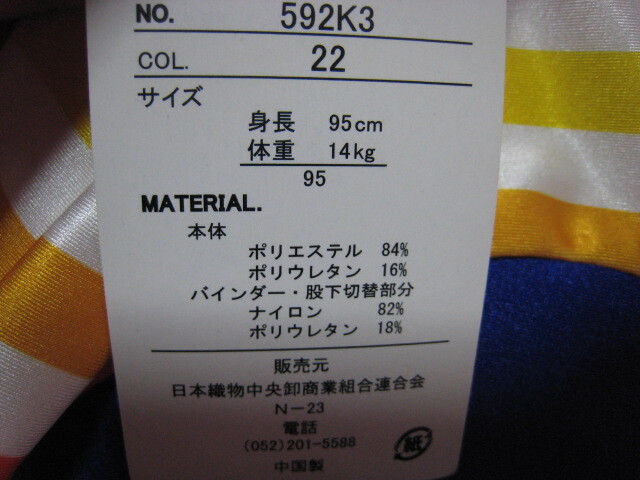 NO. 592K3
COL. 22
サイズ
身長 95cm
体重 14kg
95
MATERIAL.
本体
ポリエステル 84%
ポリウレタン 16%
バインダー・股下切替部分
ナイロン 82%
ポリウレタン 18%
販売元
日本織物中央卸商業組合連合会
N-23
電話
(052)201-5588
中国製
紙